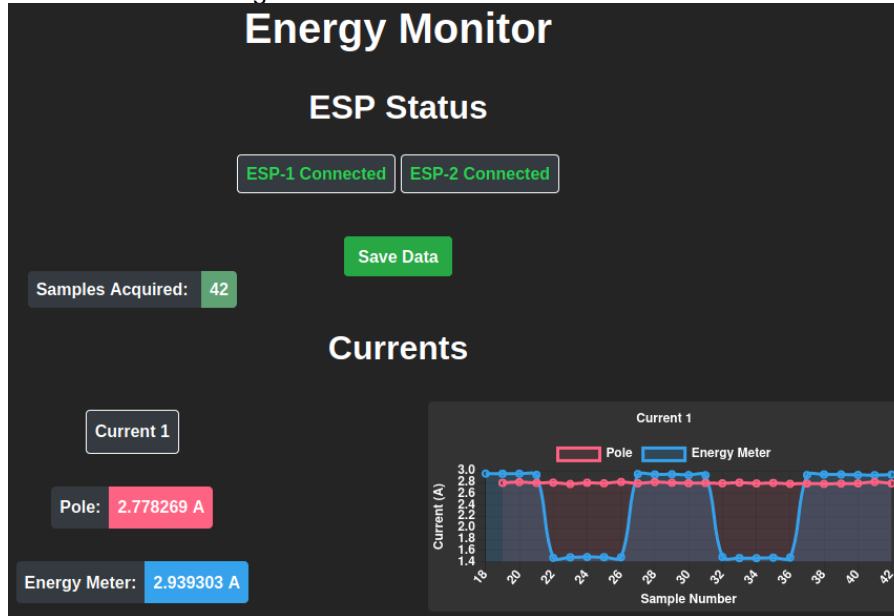 Energy Monitor
ESP Status
ESP-1 Connected ESP-2 Connected
Save Data
Samples Acquired: 42
Currents
Current 1
Pole: 2.778269 A
Energy Meter: 2.939303 A
Current 1
Pole Energy Meter
Current (A)
3.0
2.8
2.6
2.4
2.2
2.0
1.8
1.6
1.4
18 20 22 24 26 28 30 32 34 36 38 40 42
Sample Number